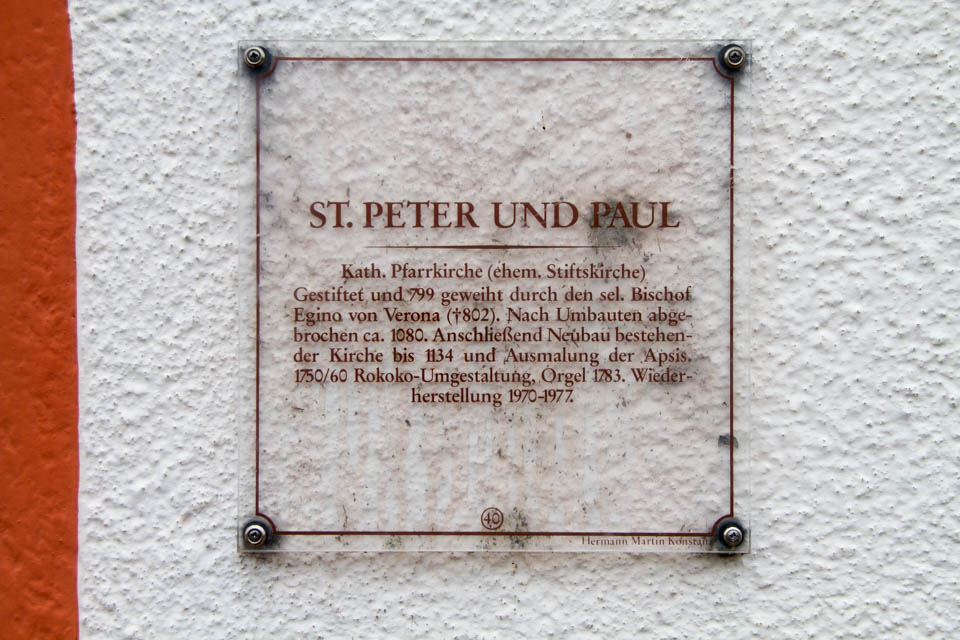 ST. PETER UND PAUL
Kath. Pfarrkirche (ehem. Stiftskirche)
Gestiftet und 799 geweiht durch den sel. Bischof
Egino von Verona (†802). Nach Umbauten abge-
brochen ca. 1080. Anschließend Neubau bestehen-
der Kirche bis 1134 und Ausmalung der Apsis.
1750/60 Rokoko-Umgestaltung, Orgel 1783. Wieder-
herstellung 1970-1977.
40
Hermann Martin Konstanz